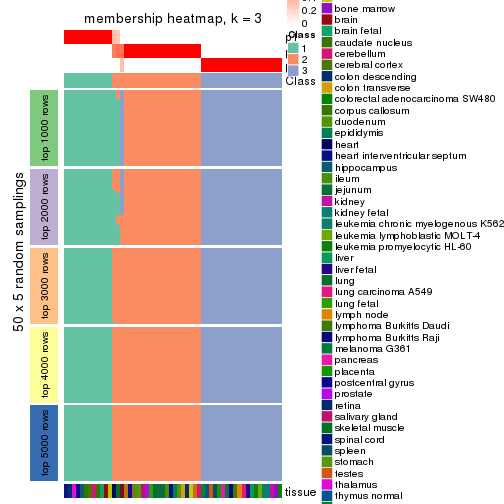 membership heatmap, k = 3
0.2
0
Class
1
2
3
Class
50 x 5 random samplings
top 1000 rows
top 2000 rows
top 3000 rows
top 4000 rows
top 5000 rows
tissue
bone marrow
brain
brain fetal
caudate nucleus
cerebellum
cerebral cortex
colon descending
colon transverse
colorectal adenocarcinoma SW480
corpus callosum
duodenum
epididymis
heart
heart interventricular septum
hippocampus
ileum
jejunum
kidney
kidney fetal
leukemia chronic myelogenous K562
leukemia lymphoblastic MOLT-4
leukemia promyelocytic HL-60
liver
liver fetal
lung
lung carcinoma A549
lung fetal
lymph node
lymphoma Burkitts Daudi
lymphoma Burkitts Raji
melanoma G361
pancreas
placenta
postcentral gyrus
prostate
retina
salivary gland
skeletal muscle
spinal cord
spleen
stomach
testes
thalamus
thymus normal